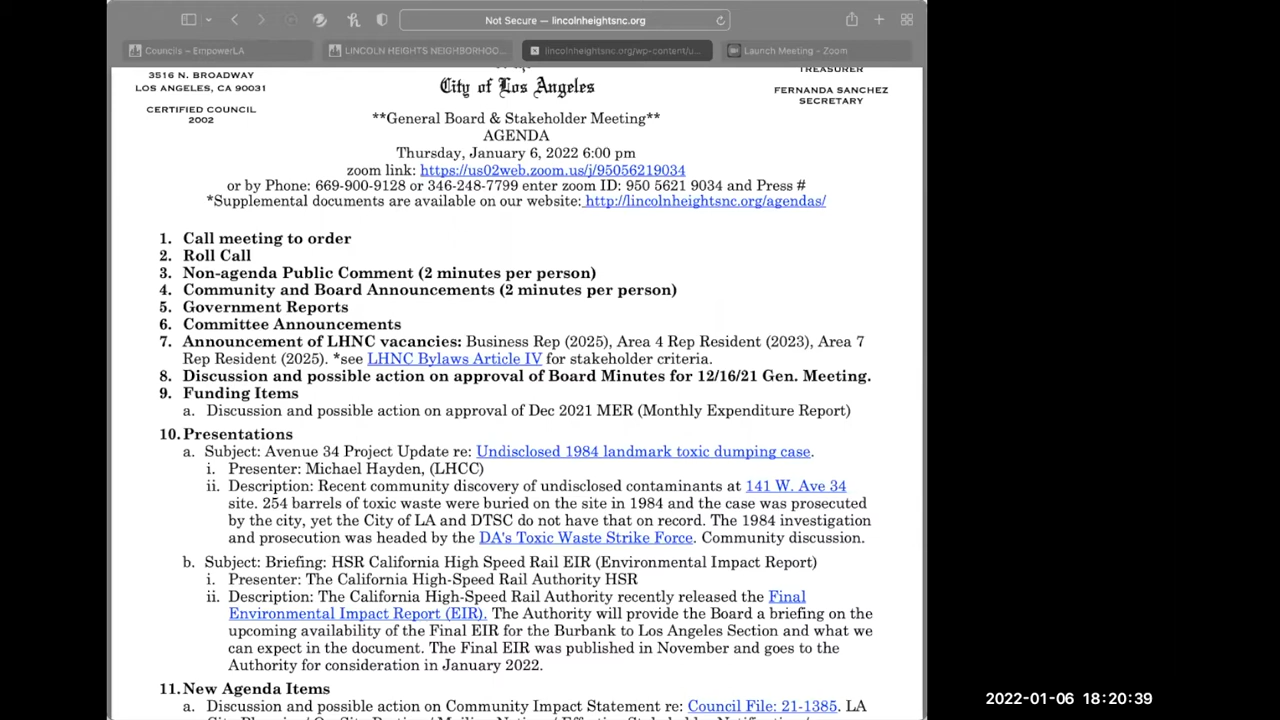 Not Secure — lincolnheightsnc.org
Councils – EmpowerLA
LINCOLN HEIGHTS NEIGHBORHOO...
lincolnheightsnc.org/wp-content/u...
Launch Meeting - Zoom
3516 N. BROADWAY
LOS ANGELES, CA 90031
CERTIFIED COUNCIL
2002
City of Los Angeles
TREASURER
FERNANDA SANCHEZ
SECRETARY
**General Board & Stakeholder Meeting**
AGENDA
Thursday, January 6, 2022 6:00 pm
zoom link: https://us02web.zoom.us/j/95056219034
or by Phone: 669-900-9128 or 346-248-7799 enter zoom ID: 950 5621 9034 and Press #
*Supplemental documents are available on our website: http://lincolnheightsnc.org/agendas/
1. Call meeting to order
2. Roll Call
3. Non-agenda Public Comment (2 minutes per person)
4. Community and Board Announcements (2 minutes per person)
5. Government Reports
6. Committee Announcements
7. Announcement of LHNC vacancies: Business Rep (2025), Area 4 Rep Resident (2023), Area 7
Rep Resident (2025). *see LHNC Bylaws Article IV for stakeholder criteria.
8. Discussion and possible action on approval of Board Minutes for 12/16/21 Gen. Meeting.
9. Funding Items
a. Discussion and possible action on approval of Dec 2021 MER (Monthly Expenditure Report)
10. Presentations
a. Subject: Avenue 34 Project Update re: Undisclosed 1984 landmark toxic dumping case.
i. Presenter: Michael Hayden, (LHCC)
ii. Description: Recent community discovery of undisclosed contaminants at 141 W. Ave 34
site. 254 barrels of toxic waste were buried on the site in 1984 and the case was prosecuted
by the city, yet the City of LA and DTSC do not have that on record. The 1984 investigation
and prosecution was headed by the DA's Toxic Waste Strike Force. Community discussion.
b. Subject: Briefing: HSR California High Speed Rail EIR (Environmental Impact Report)
i. Presenter: The California High-Speed Rail Authority HSR
ii. Description: The California High-Speed Rail Authority recently released the Final
Environmental Impact Report (EIR). The Authority will provide the Board a briefing on the
upcoming availability of the Final EIR for the Burbank to Los Angeles Section and what we
can expect in the document. The Final EIR was published in November and goes to the
Authority for consideration in January 2022.
11. New Agenda Items
a. Discussion and possible action on Community Impact Statement re: Council File: 21-1385. LA
2022-01-06 18:20:39